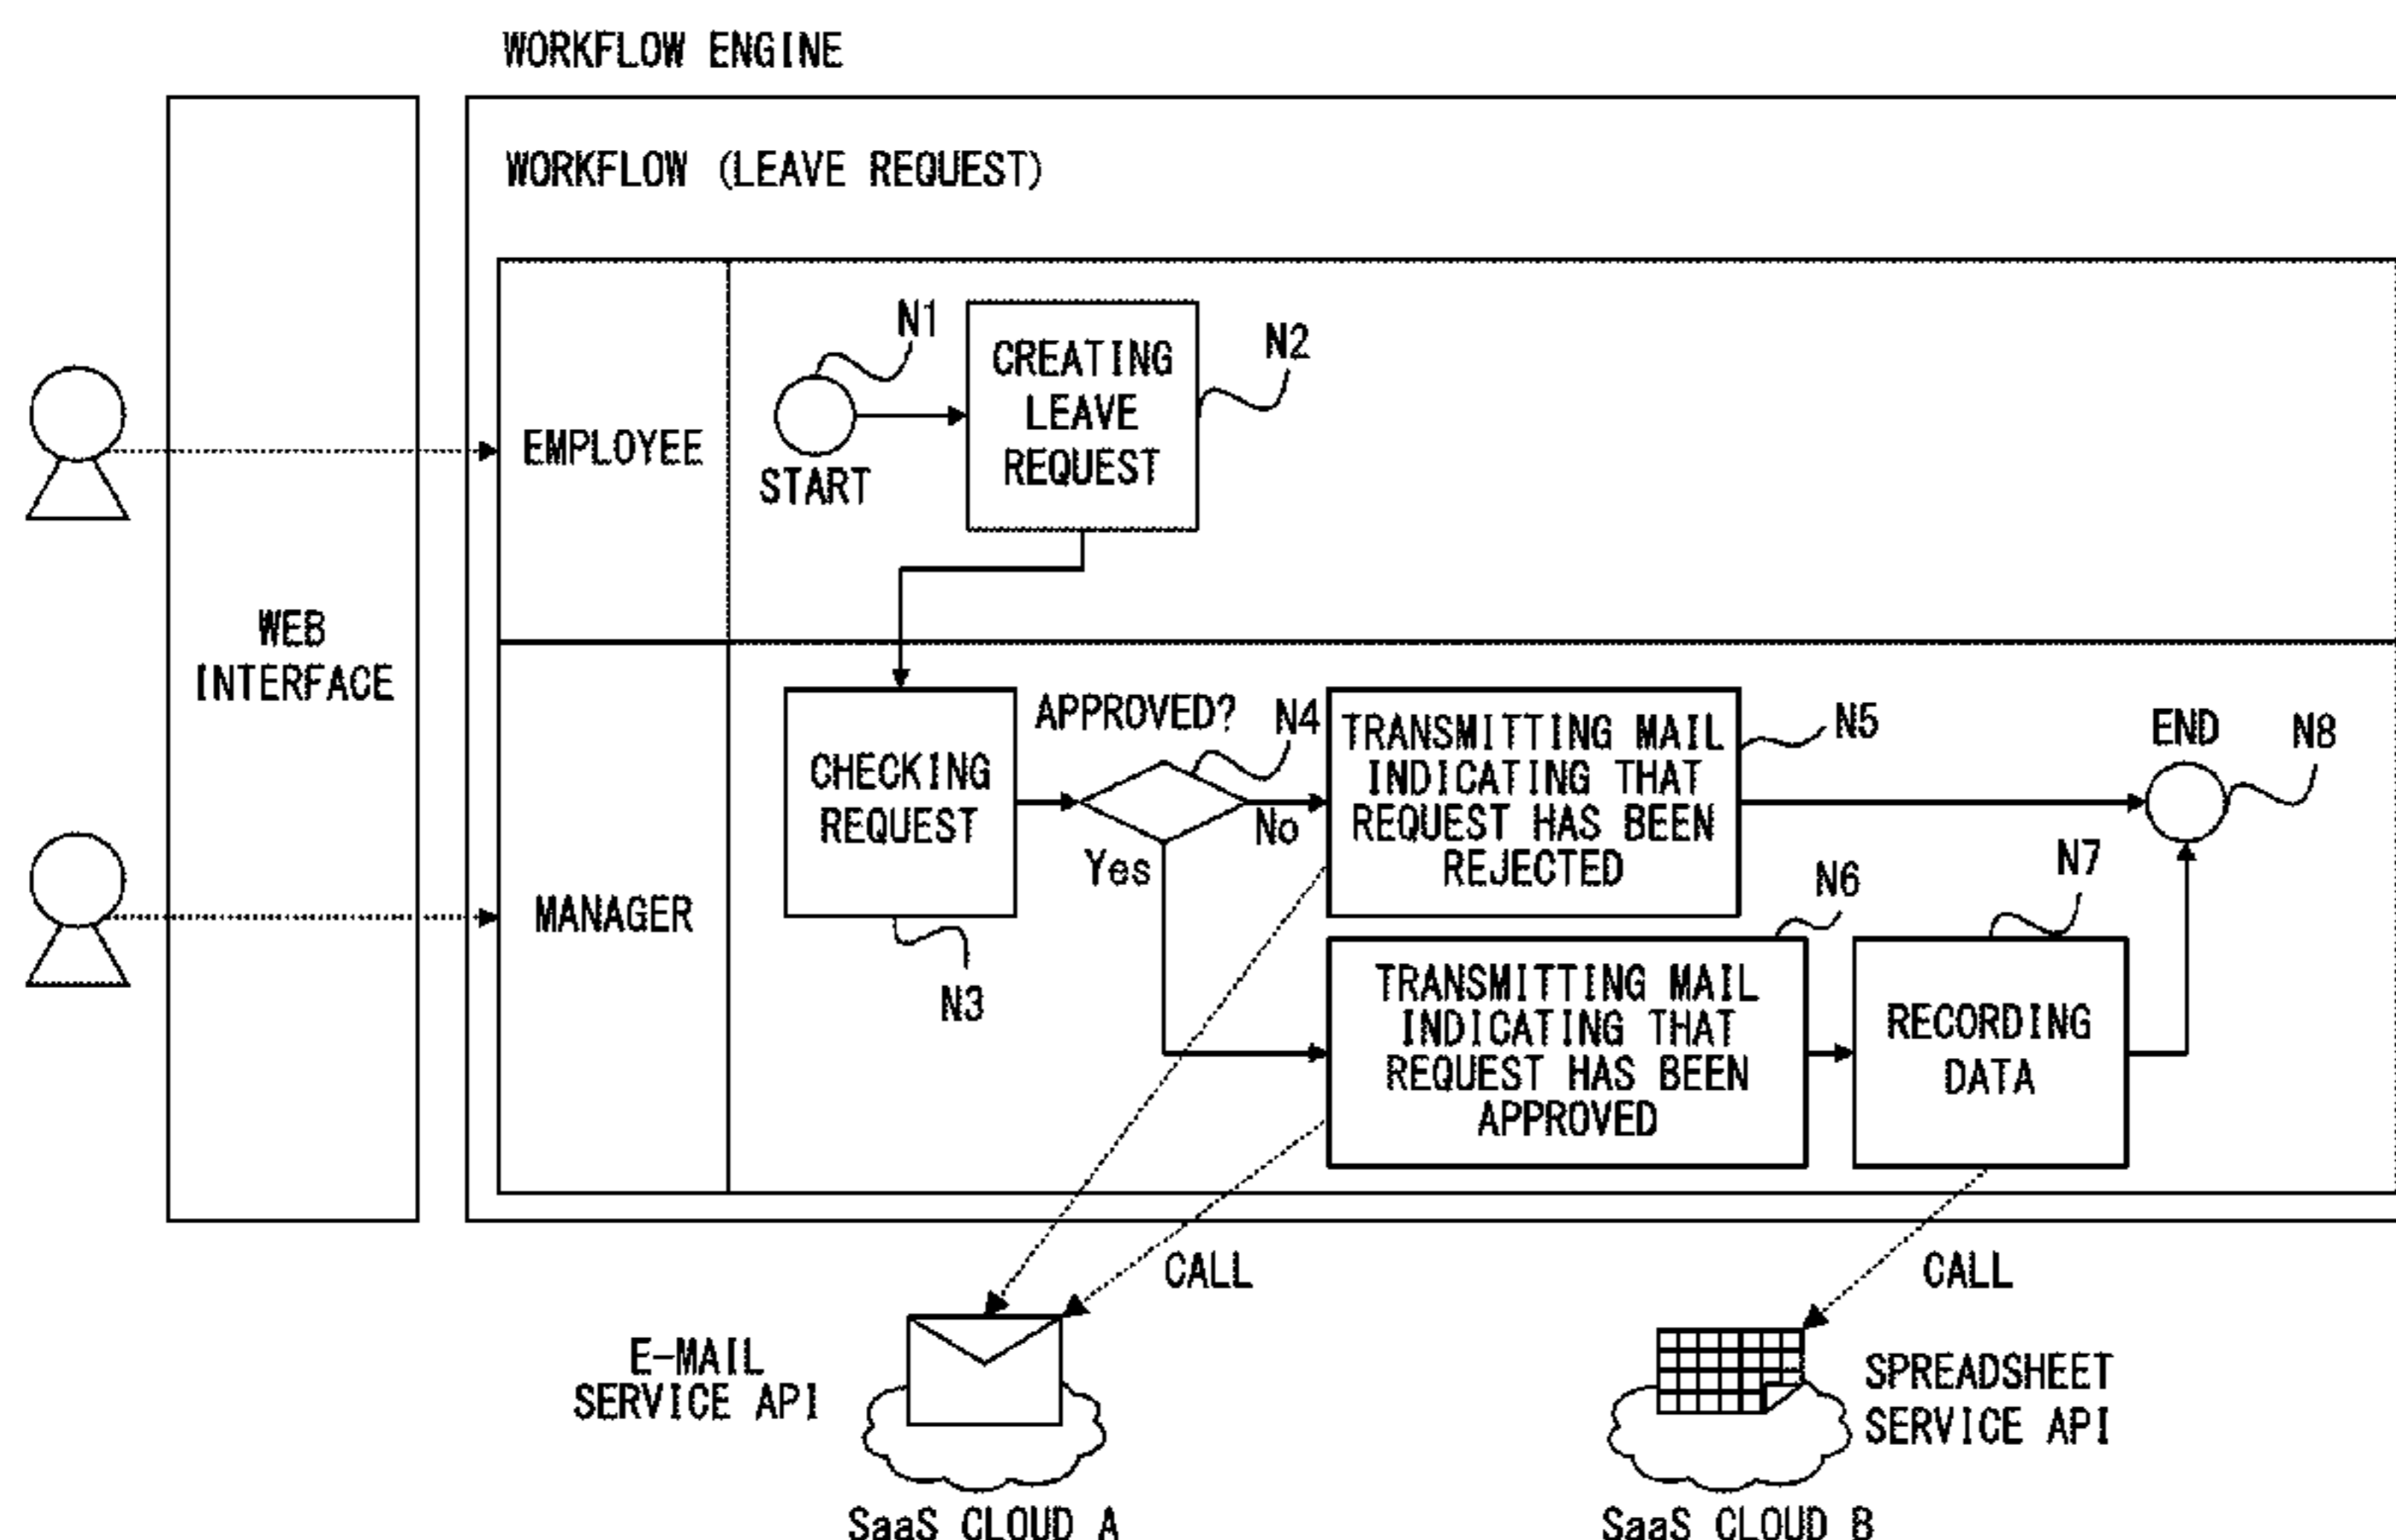 WORKFLOW ENGINE
WORKFLOW (LEAVE REQUEST)
N1
N2
CREATING
LEAVE
REQUEST
EMPLOYEE
START
WEB
INTERFACE
APPROVED?
N4
TRANSMITTING MAIL
INDICATING THAT
REQUEST HAS BEEN
REJECTED
N5
END
N8
CHECKING
REQUEST
No
Yes
N7
N6
MANAGER
N3
TRANSMITTING MAIL
INDICATING THAT
REQUEST HAS BEEN
APPROVED
RECORDING
DATA
CALL
CALL
E-MAIL
SERVICE API
SPREADSHEET
SERVICE API
SaaS CLOUD A
SaaS CLOUD B